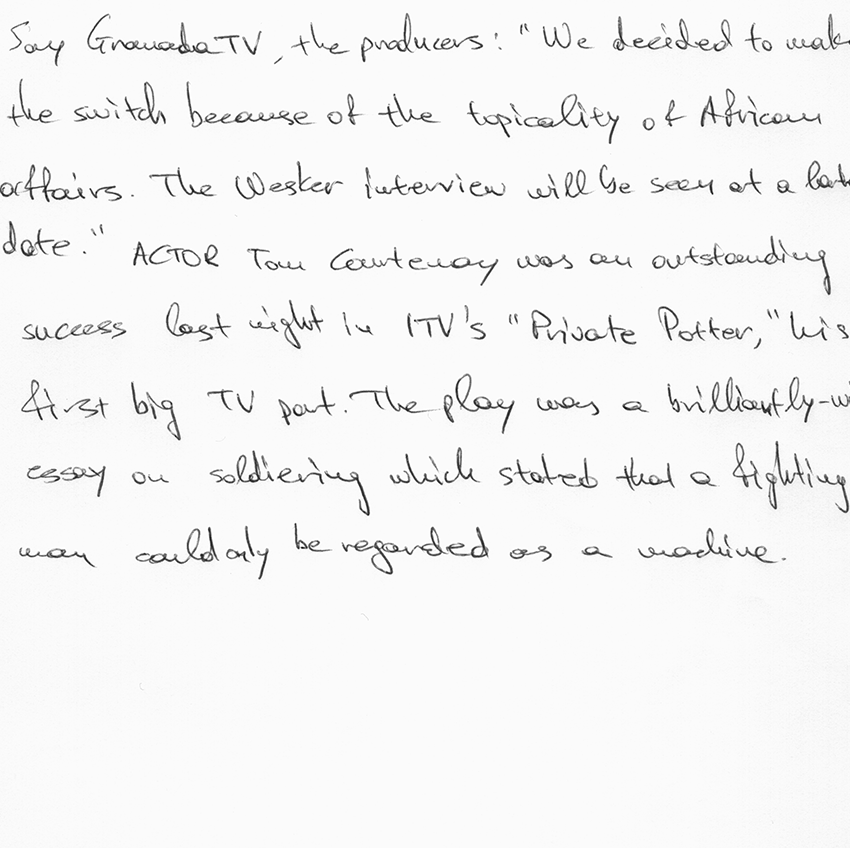 Say Granada TV, the producers: "We decided to make
the switch because of the topicality of African
affairs. The Wesker interview will be seen at a late
date." ACTOR Tom Courtenay was an outstanding
success last night in ITV's "Private Potter," his
first big TV part. The play was a brilliantly-w
essay on soldiering which stated that a fighting
man could only be regarded as a machine.